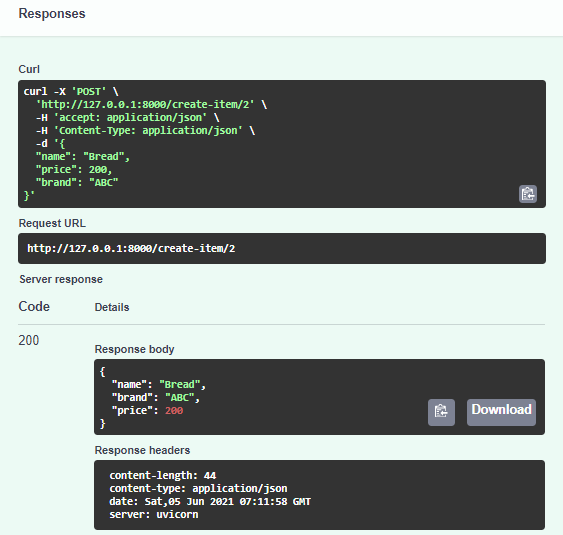 Responses
Curl
curl -X 'POST' \
  'http://127.0.0.1:8000/create-item/2' \
  -H 'accept: application/json' \
  -H 'Content-Type: application/json' \
  -d '{
  "name": "Bread",
  "price": 200,
  "brand": "ABC"
}'
Request URL
http://127.0.0.1:8000/create-item/2
Server response
Code Details
200
Response body
{
  "name": "Bread",
  "brand": "ABC",
  "price": 200
}
Download
Response headers
content-length: 44
content-type: application/json
date: Sat,05 Jun 2021 07:11:58 GMT
server: uvicorn